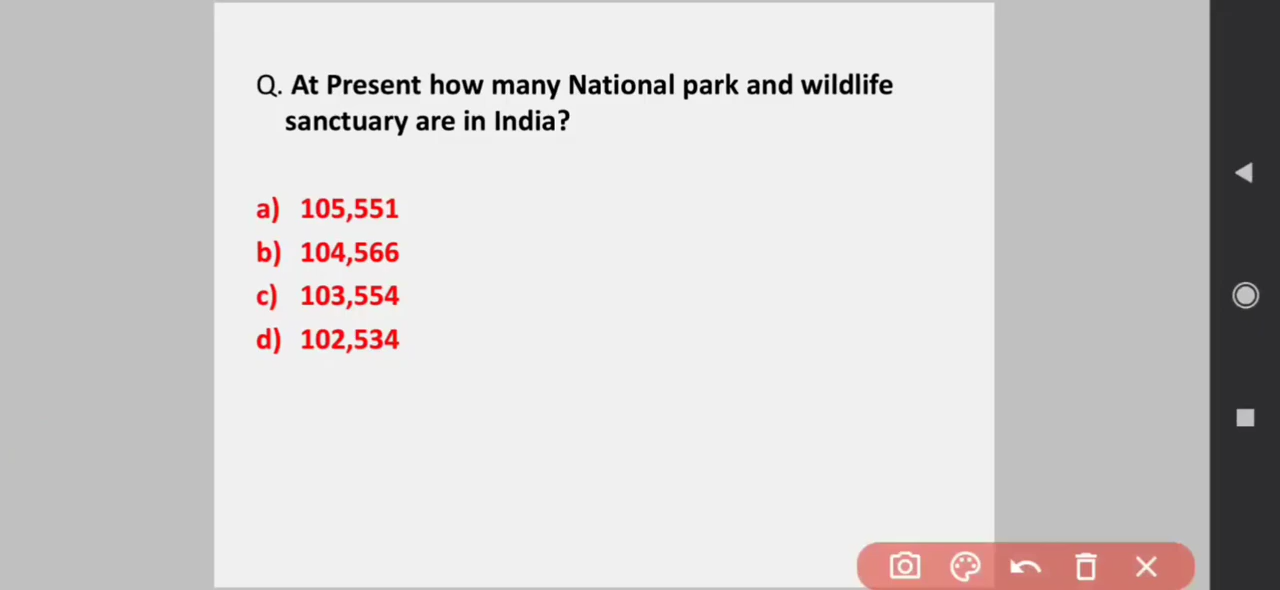 Q. At Present how many National park and wildlife
sanctuary are in India?
a) 105,551
b) 104,566
c) 103,554
d) 102,534